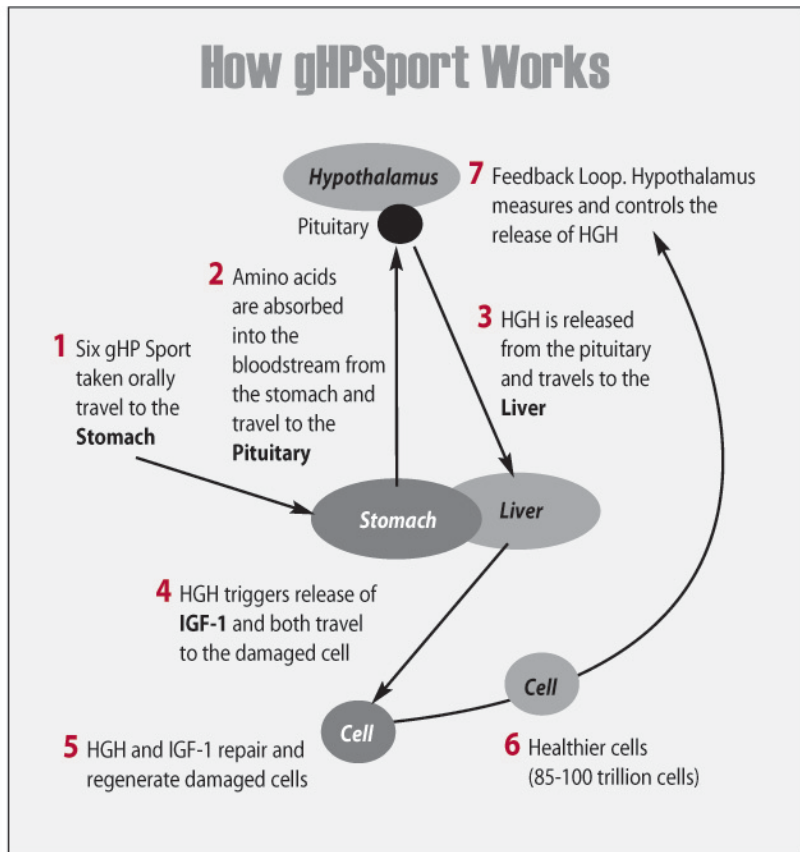 How gHPSport Works
Hypothalamus
Pituitary
7 Feedback Loop. Hypothalamus
measures and controls the
release of HGH
2 Amino acids
are absorbed
into the
bloodstream from
the stomach and
travel to the
Pituitary
3 HGH is released
from the pituitary
and travels to the
Liver
1 Six gHP Sport
taken orally
travel to the
Stomach
Stomach
Liver
4 HGH triggers release of
IGF-1 and both travel
to the damaged cell
Cell
Cell
5 HGH and IGF-1 repair and
regenerate damaged cells
6 Healthier cells
(85-100 trillion cells)